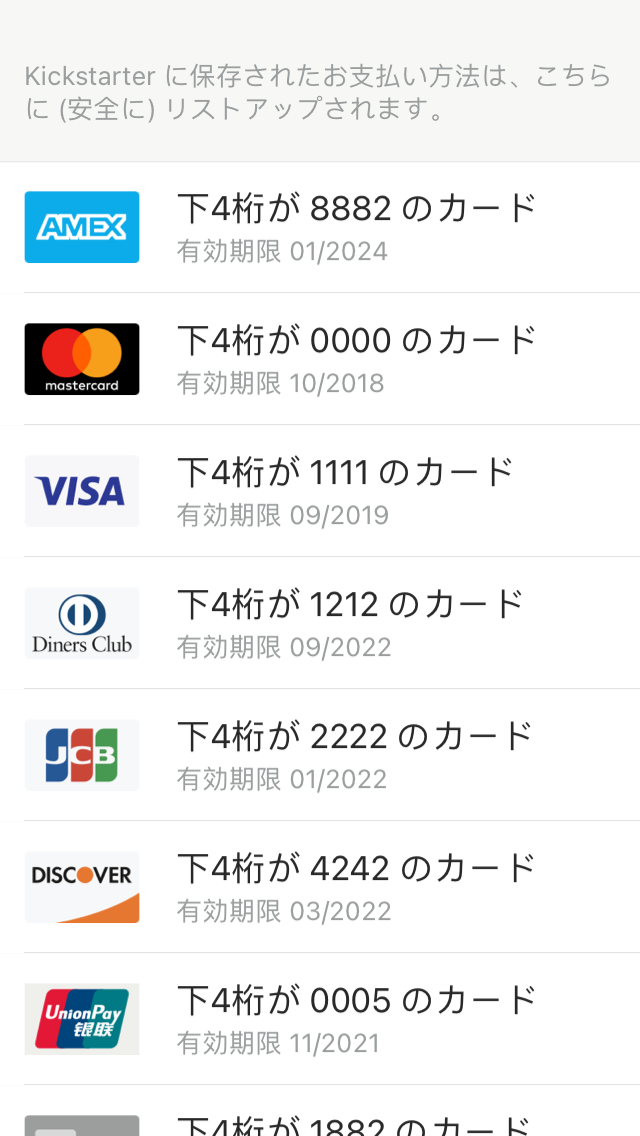 Kickstarter に保存されたお支払い方法は、こちら
に (安全に) リストアップされます。
AMEX
下4桁が 8882 のカード
有効期限 01/2024
mastercard
下4桁が 0000 のカード
有効期限 10/2018
VISA
下4桁が 1111 のカード
有効期限 09/2019
Diners Club
下4桁が 1212 のカード
有効期限 09/2022
JCB
下4桁が 2222 のカード
有効期限 01/2022
DISCOVER
下4桁が 4242 のカード
有効期限 03/2022
UnionPay
银联
下4桁が 0005 のカード
有効期限 11/2021
下4桁が 1882 のカード